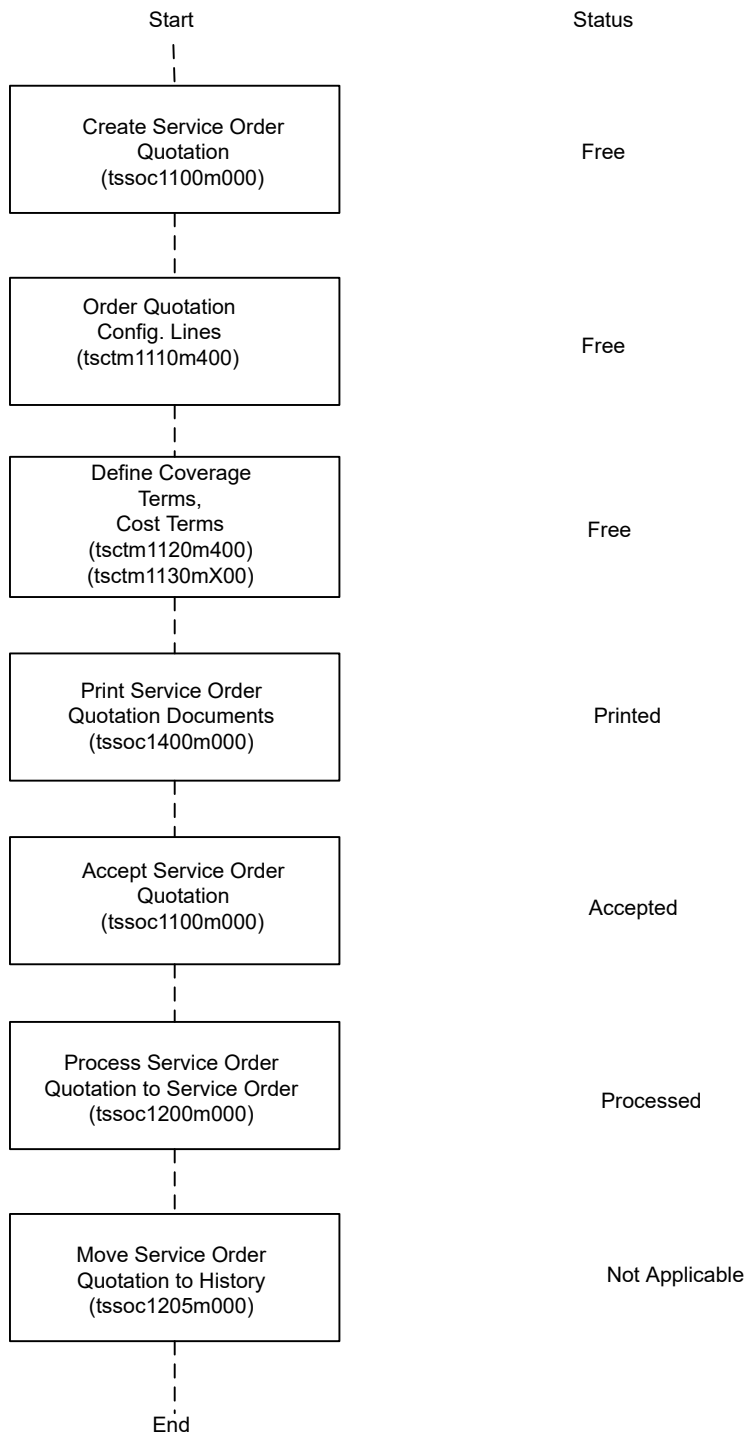 Start
Status
Create Service Order
Quotation
(tssoc1100m000)
Free
Order Quotation
Config. Lines
(tsctm1110m400)
Free
Define Coverage
Terms,
Cost Terms
(tsctm1120m400)
(tsctm1130mX00)
Free
Print Service Order
Quotation Documents
(tssoc1400m000)
Printed
Accept Service Order
Quotation
(tssoc1100m000)
Accepted
Process Service Order
Quotation to Service Order
(tssoc1200m000)
Processed
Move Service Order
Quotation to History
(tssoc1205m000)
Not Applicable
End